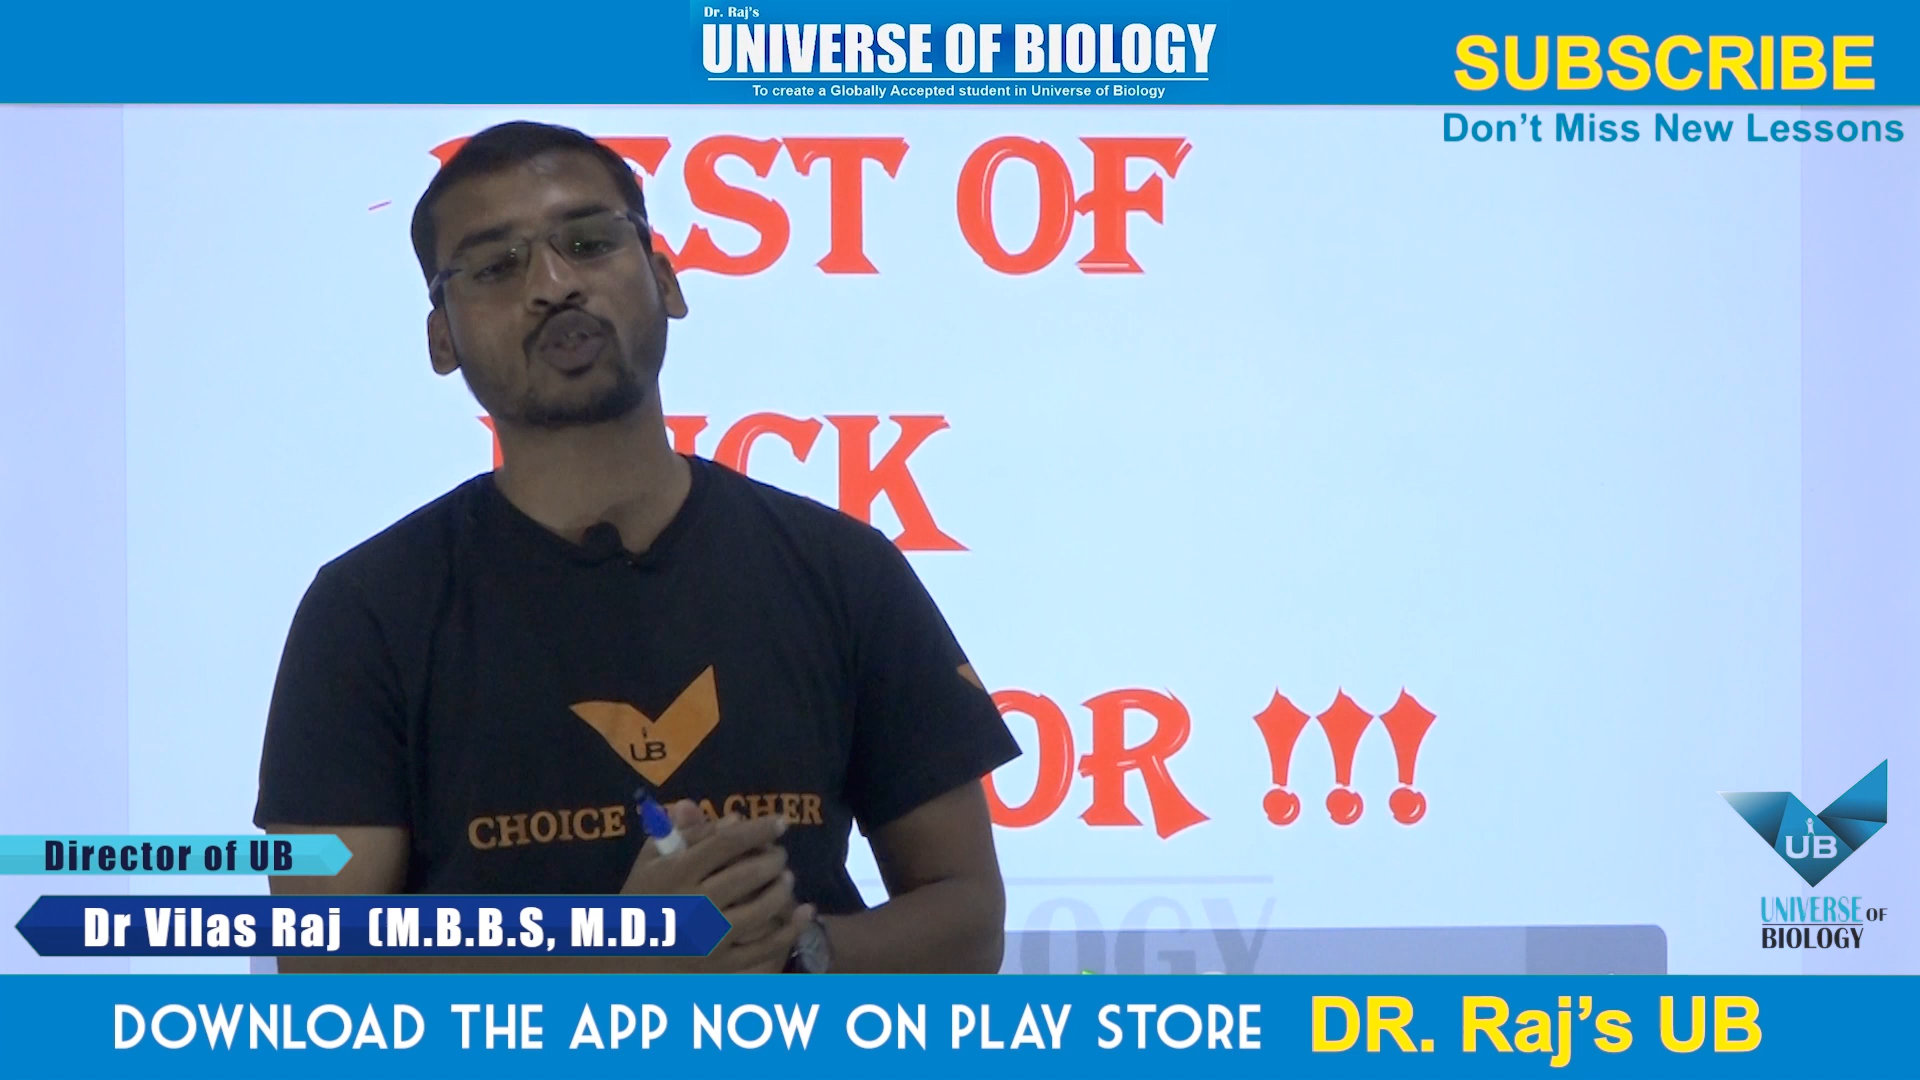 Dr. Raj's
UNIVERSE OF BIOLOGY
To create a Globally Accepted student in Universe of Biology
SUBSCRIBE
Don't Miss New Lessons
EST OF
CK
OR !!!
UB
CHOICE TEACHER
Director of UB
Dr Vilas Raj (M.B.B.S, M.D.)
UB
UNIVERSE OF
BIOLOGY
OGY
DOWNLOAD THE APP NOW ON PLAY STORE DR. Raj's UB